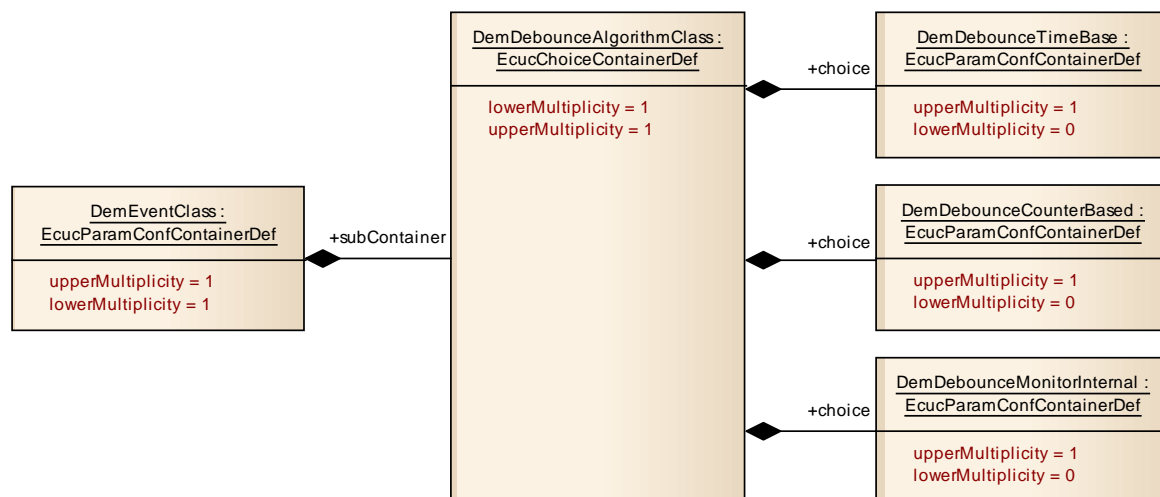 DemEventClass :
EcucParamConfContainerDef
upperMultiplicity = 1
lowerMultiplicity = 1
+subContainer
DemDebounceAlgorithmClass :
EcucChoiceContainerDef
lowerMultiplicity = 1
upperMultiplicity = 1
+choice
DemDebounceTimeBase :
EcucParamConfContainerDef
upperMultiplicity = 1
lowerMultiplicity = 0
+choice
DemDebounceCounterBased :
EcucParamConfContainerDef
upperMultiplicity = 1
lowerMultiplicity = 0
+choice
DemDebounceMonitorInternal :
EcucParamConfContainerDef
upperMultiplicity = 1
lowerMultiplicity = 0